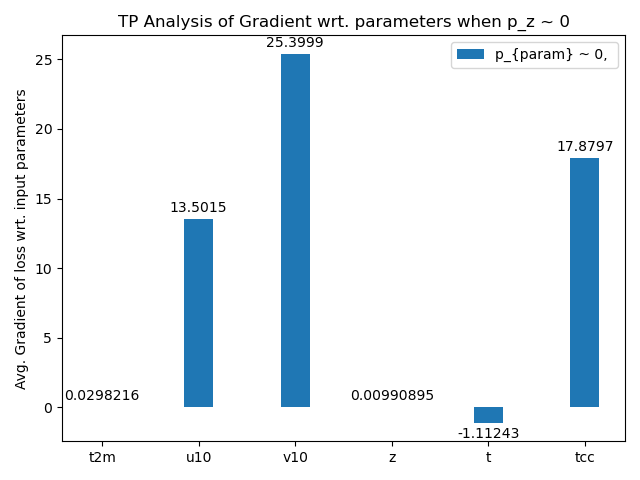 TP Analysis of Gradient wrt. parameters when p_z ~ 0
p_{param} ~ 0,
Avg. Gradient of loss wrt. input parameters
25
20
15
10
5
0
0.0298216
13.5015
25.3999
0.00990895
-1.11243
17.8797
t2m
u10
v10
z
t
tcc